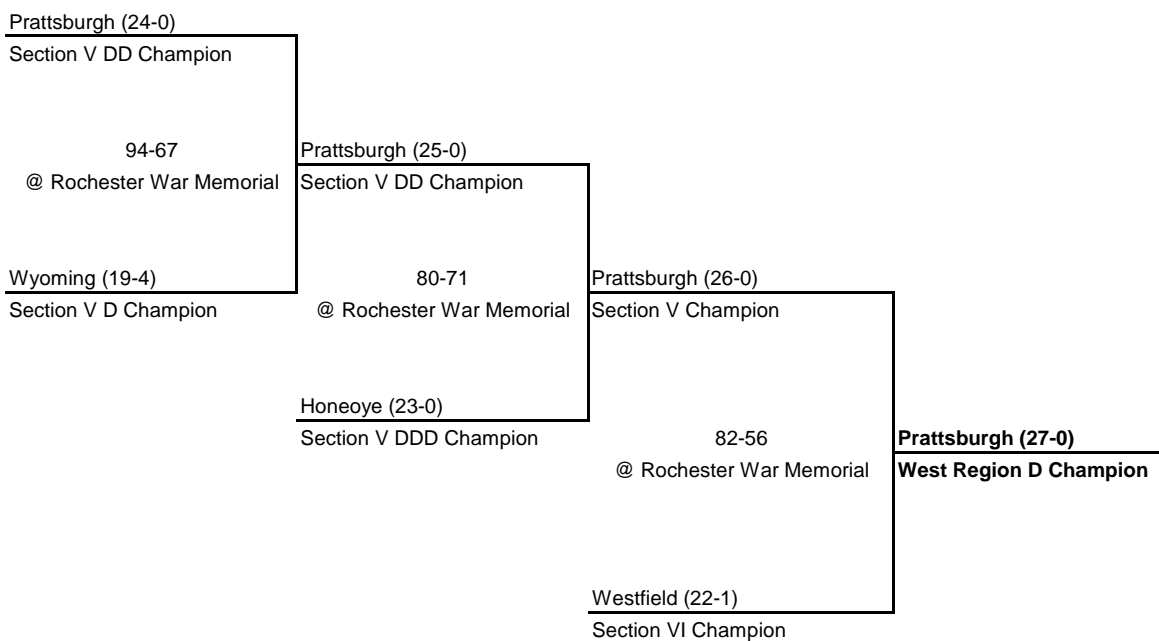 Prattsburgh (24-0)
Section V DD Champion
94-67
@ Rochester War Memorial
Prattsburgh (25-0)
Section V DD Champion
Wyoming (19-4)
Section V D Champion
80-71
@ Rochester War Memorial
Prattsburgh (26-0)
Section V Champion
Honeoye (23-0)
Section V DDD Champion
82-56
@ Rochester War Memorial
Prattsburgh (27-0)
West Region D Champion
Westfield (22-1)
Section VI Champion